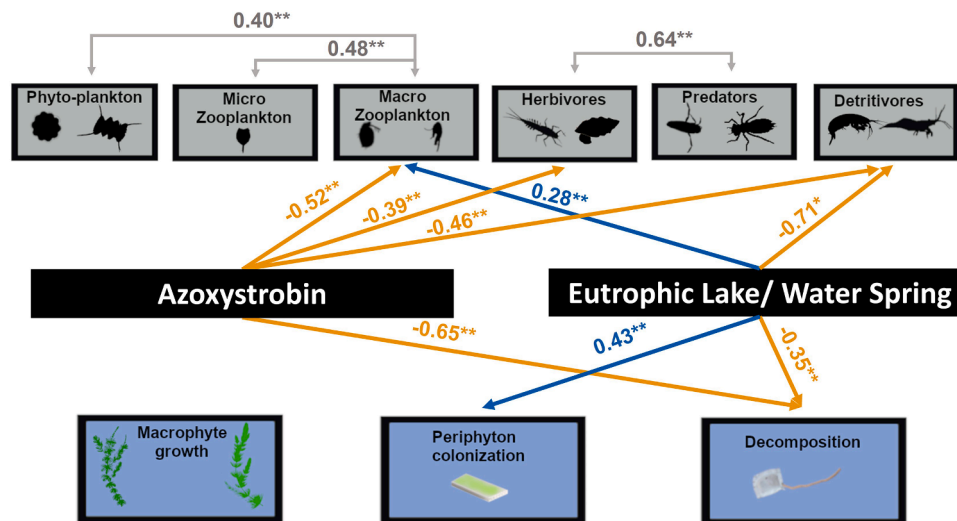 0.40**
0.48**
0.64**
Phyto-plankton
Micro
Zooplankton
Macro
Zooplankton
Herbivores
Predators
Detritivores
-0.52**
-0.39**
-0.46**
0.28**
-0.71*
Azoxystrobin
Eutrophic Lake/ Water Spring
-0.65**
0.43**
-0.35**
Macrophyte
growth
Periphyton
colonization
Decomposition